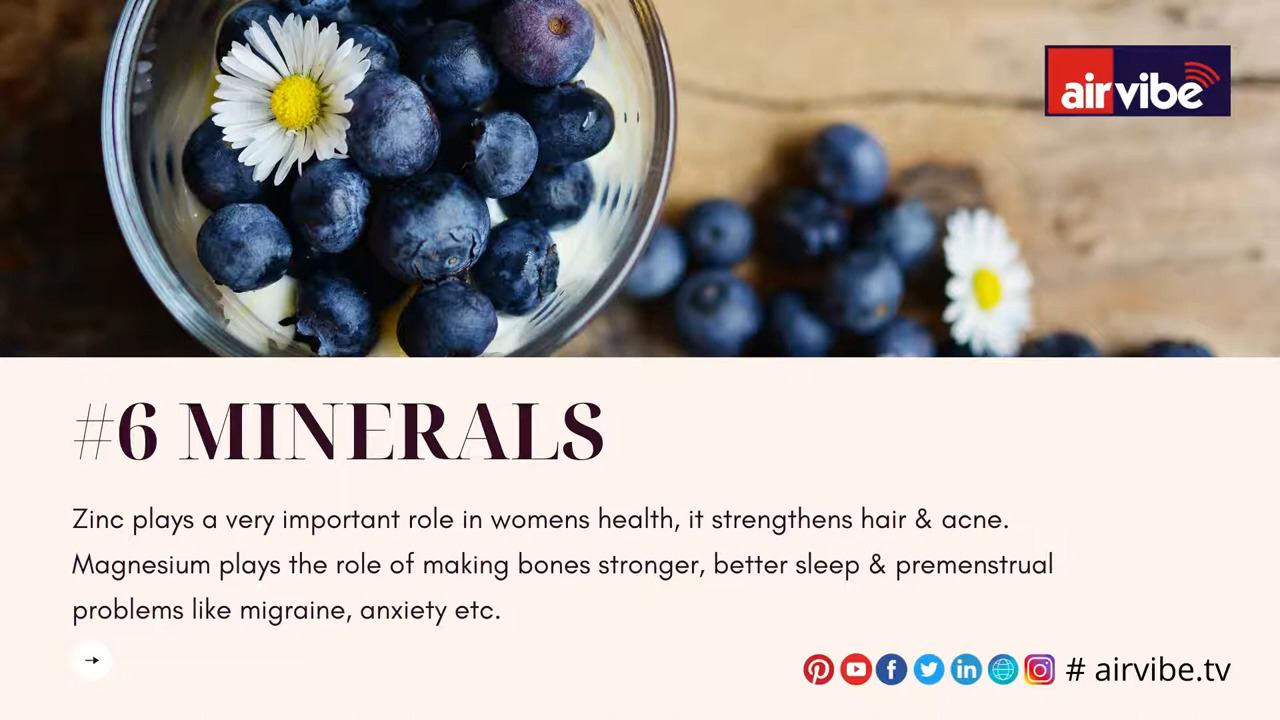 airvibe
#6 MINERALS
Zinc plays a very important role in womens health, it strengthens hair & acne.
Magnesium plays the role of making bones stronger, better sleep & premenstrual
problems like migraine, anxiety etc.
# airvibe.tv